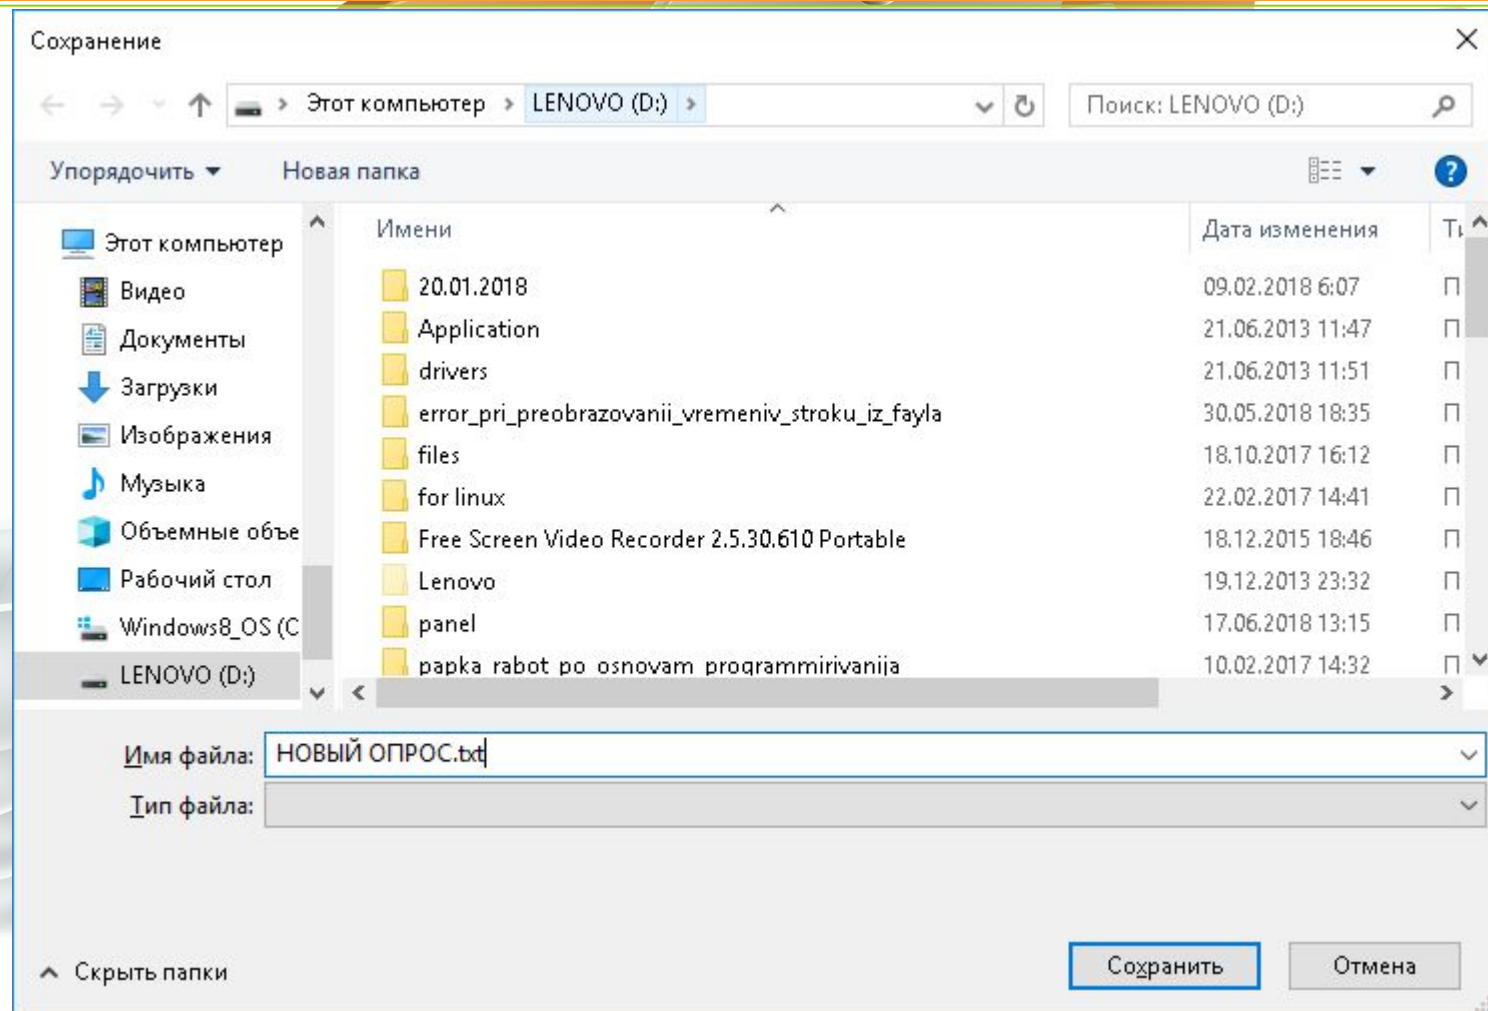 Сохранение
Этот компьютер > LENOVO (D:) >
Поиск: LENOVO (D:)
Упорядочить Новая папка
?
Имени Дата изменения
Этот компьютер
Видео
Документы
Загрузки
Изображения
Музыка
Объемные объе
Рабочий стол
Windows8_OS (C
LENOVO (D:)
20.01.2018 09.02.2018 6:07 П
Application 21.06.2013 11:47 П
drivers 21.06.2013 11:51 П
error_pri_preobrazovanii_vremeniv_stroku_iz_fayla 30.05.2018 18:35 П
files 18.10.2017 16:12 П
for linux 22.02.2017 14:41 П
Free Screen Video Recorder 2.5.30.610 Portable 18.12.2015 18:46 П
Lenovo 19.12.2013 23:32 П
panel 17.06.2018 13:15 П
papka_rabot_po_osnovam_programmirivanija 10.02.2017 14:32 П
Имя файла: НОВЫЙ ОПРОС.txt
Тип файла:
Скрыть папки
Сохранить Отмена